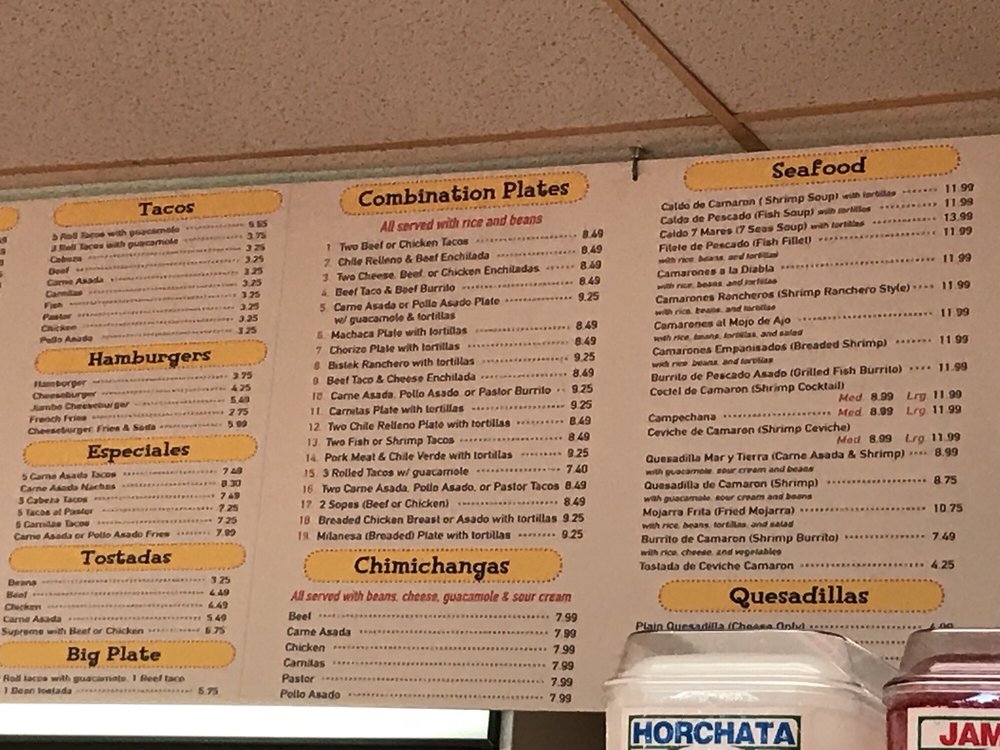 Tacos
5 Roll Tacos with guacamole 5.55
3 Roll Tacos with guacamole 3.75
Cabeza 3.25
Beef 3.25
Carne Asada 3.25
Carnitas 3.25
Fish 3.25
Pastor 3.25
Chicken 3.25
Pollo Asado 3.25
Hamburgers
Hamburger 3.75
Cheeseburger 4.25
Jumbo Cheeseburger 5.49
French Fries 2.75
Cheeseburger, Fries & Soda 5.99
Especiales
5 Carne Asada Tacos 7.49
Carne Asada Nachos 8.30
5 Cabeza Tacos 7.49
5 Tacos al Pastor 7.25
5 Carnitas Tacos 7.25
Carne Asada or Pollo Asado Fries 7.99
Tostadas
Beans 3.25
Beef 4.49
Chicken 4.49
Carne Asada 5.49
Supreme with Beef or Chicken 5.75
Big Plate
Roll tacos with guacamole, 1 Beef taco
1 Bean tostada 5.75
Combination Plates
All served with rice and beans
1. Two Beef or Chicken Tacos 8.49
2. Chile Relleno & Beef Enchilada 8.49
3. Two Cheese, Beef, or Chicken Enchiladas 8.49
4. Beef Taco & Beef Burrito 8.49
5. Carne Asada or Pollo Asado Plate 9.25
w/ guacamole & tortillas
6. Machaca Plate with tortillas 8.49
7. Chorizo Plate with tortillas 8.49
8. Bistek Ranchero with tortillas 9.25
9. Beef Taco & Cheese Enchilada 8.49
10. Carne Asada, Pollo Asado, or Pastor Burrito 9.25
11. Carnitas Plate with tortillas 9.25
12. Two Chile Relleno Plate with tortillas 8.49
13. Two Fish or Shrimp Tacos 8.49
14. Pork Meat & Chile Verde with tortillas 9.25
15. 3 Rolled Tacos w/ guacamole 7.40
16. Two Carne Asada, Pollo Asado, or Pastor Tacos 8.49
17. 2 Sopes (Beef or Chicken) 8.49
18. Breaded Chicken Breast or Asado with tortillas 9.25
19. Milanesa (Breaded) Plate with tortillas 9.25
Chimichangas
All served with beans, cheese, guacamole & sour cream
Beef 7.99
Carne Asada 7.99
Chicken 7.99
Carnitas 7.99
Pastor 7.99
Pollo Asado 7.99
Seafood
Caldo de Camaron (Shrimp Soup) with tortillas 11.99
Caldo de Pescado (Fish Soup) with tortillas 11.99
Caldo 7 Mares (7 Seas Soup) with tortillas 13.99
Filete de Pescado (Fish Fillet) 11.99
with rice, beans, and tortillas
Camarones a la Diabla 11.99
with rice, beans, and tortillas
Camarones Rancheros (Shrimp Ranchero Style) 11.99
with rice, beans, and tortillas
Camarones al Mojo de Ajo 11.99
with rice, beans, tortillas, and salad
Camarones Empanisados (Breaded Shrimp) 11.99
with rice, beans, and tortillas
Burrito de Pescado Asado (Grilled Fish Burrito) 11.99
Coctel de Camaron (Shrimp Cocktail)
Med 8.99 Lrg 11.99
Campechana Med 8.99 Lrg 11.99
Ceviche de Camaron (Shrimp Ceviche)
Med 8.99 Lrg 11.99
Quesadilla Mar y Tierra (Carne Asada & Shrimp) 8.99
with guacamole, sour cream and beans
Quesadilla de Camaron (Shrimp) 8.75
with guacamole, sour cream and beans
Mojarra Frita (Fried Mojarra) 10.75
with rice, beans, tortillas, and salad
Burrito de Camaron (Shrimp Burrito) 7.49
with rice, cheese, and vegetables
Tostada de Ceviche Camaron 4.25
Quesadillas
Plain Quesadilla (Cheese Only) 4.99
HORCHATA
JAM